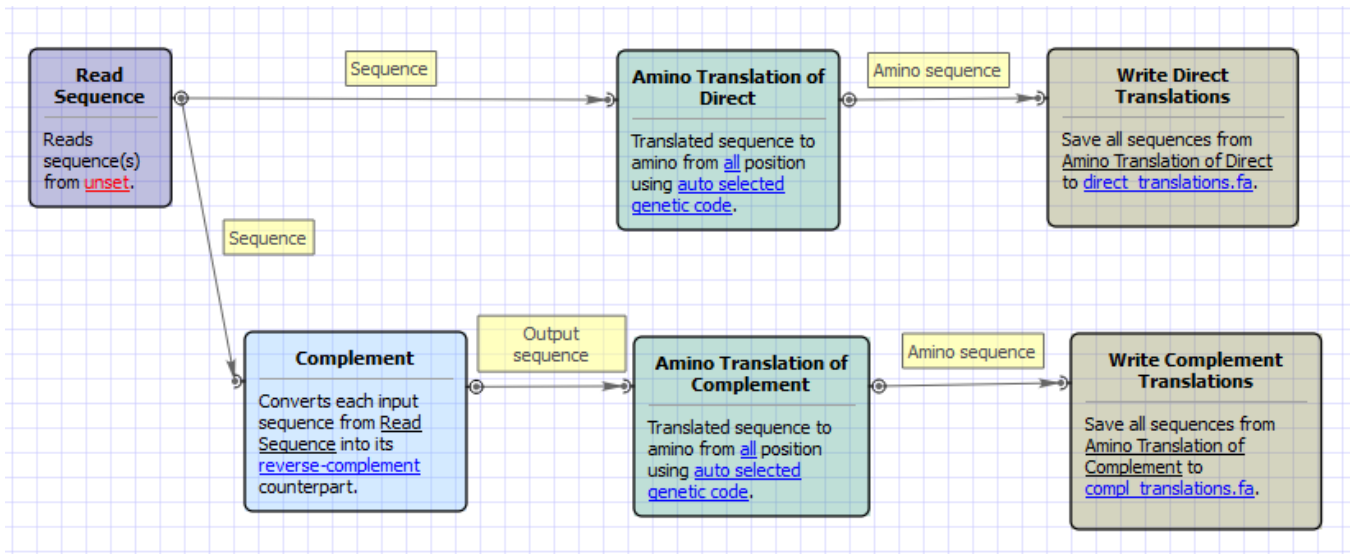 Read
Sequence
Reads
sequence(s)
from unset.
Sequence
Amino Translation of
Direct
Translated sequence to
amino from all position
using auto selected
genetic code.
Amino sequence
Write Direct
Translations
Save all sequences from
Amino Translation of Direct
to direct_translations.fa.
Sequence
Complement
Converts each input
sequence from Read
Sequence into its
reverse-complement
counterpart.
Output
sequence
Amino Translation of
Complement
Translated sequence to
amino from all position
using auto selected
genetic code.
Amino sequence
Write Complement
Translations
Save all sequences from
Amino Translation of
Complement to
compl_translations.fa.